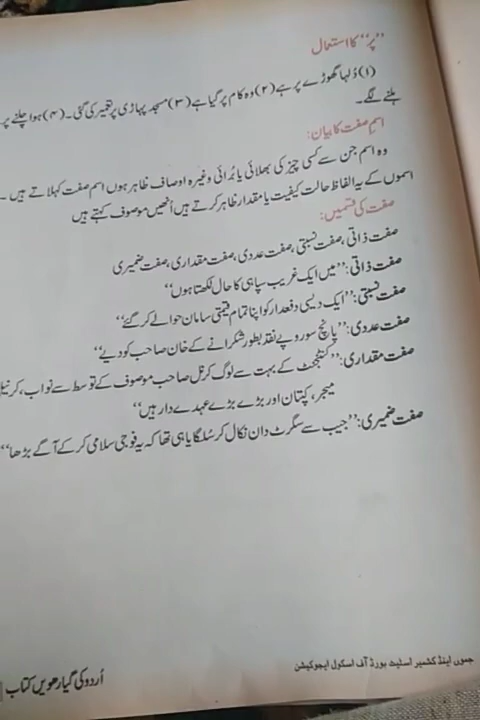 "پر" کا استعمال
(۱) دُلہا گھوڑے پر ہے (۲) وہ کام پر گیا ہے (۳) مسجد پہاڑی پر تعمیر کی گئی۔ (۴) ہوا چلنے پر
ہلنے لگے۔
اسمِ صفت کا بیان:
وہ اسم جن سے کسی چیز کی بھلائی یا بُرائی وغیرہ اوصاف ظاہر ہوں اسم صفت کہلاتے ہیں۔
اسموں کے یہ الفاظ حالت کیفیت یا مقدار ظاہر کرتے ہیں اُنھیں موصوف کہتے ہیں
صفت کی قسمیں:
صفت ذاتی، صفت نسبتی، صفت عددی، صفت مقداری، صفت ضمیری
صفت ذاتی: "میں ایک غریب سپاہی کا حال لکھتا ہوں"
صفت نسبتی: "ایک دیسی دفعدار کو اپنا تمام قیمتی سامان حوالے کر گئے"
صفت عددی: "پانچ سو روپے نقد بطور شکرانے کے خان صاحب کو دیے"
صفت مقداری: "کنٹنجنٹ کے بہت سے لوگ کرنل صاحب موصوف کے توسط سے نواب، کرنیل
میجر، کپتان اور بڑے بڑے عہدے دار ہیں"
صفت ضمیری: "جیب سے سگرٹ دان نکال کر سُلگایا ہی تھا کہ یہ فوجی سلامی کر کے آگے بڑھا"
جموں اینڈ کشمیر اسٹیٹ بورڈ آف اسکول ایجوکیشن
اُردو کی گیارھویں کتاب